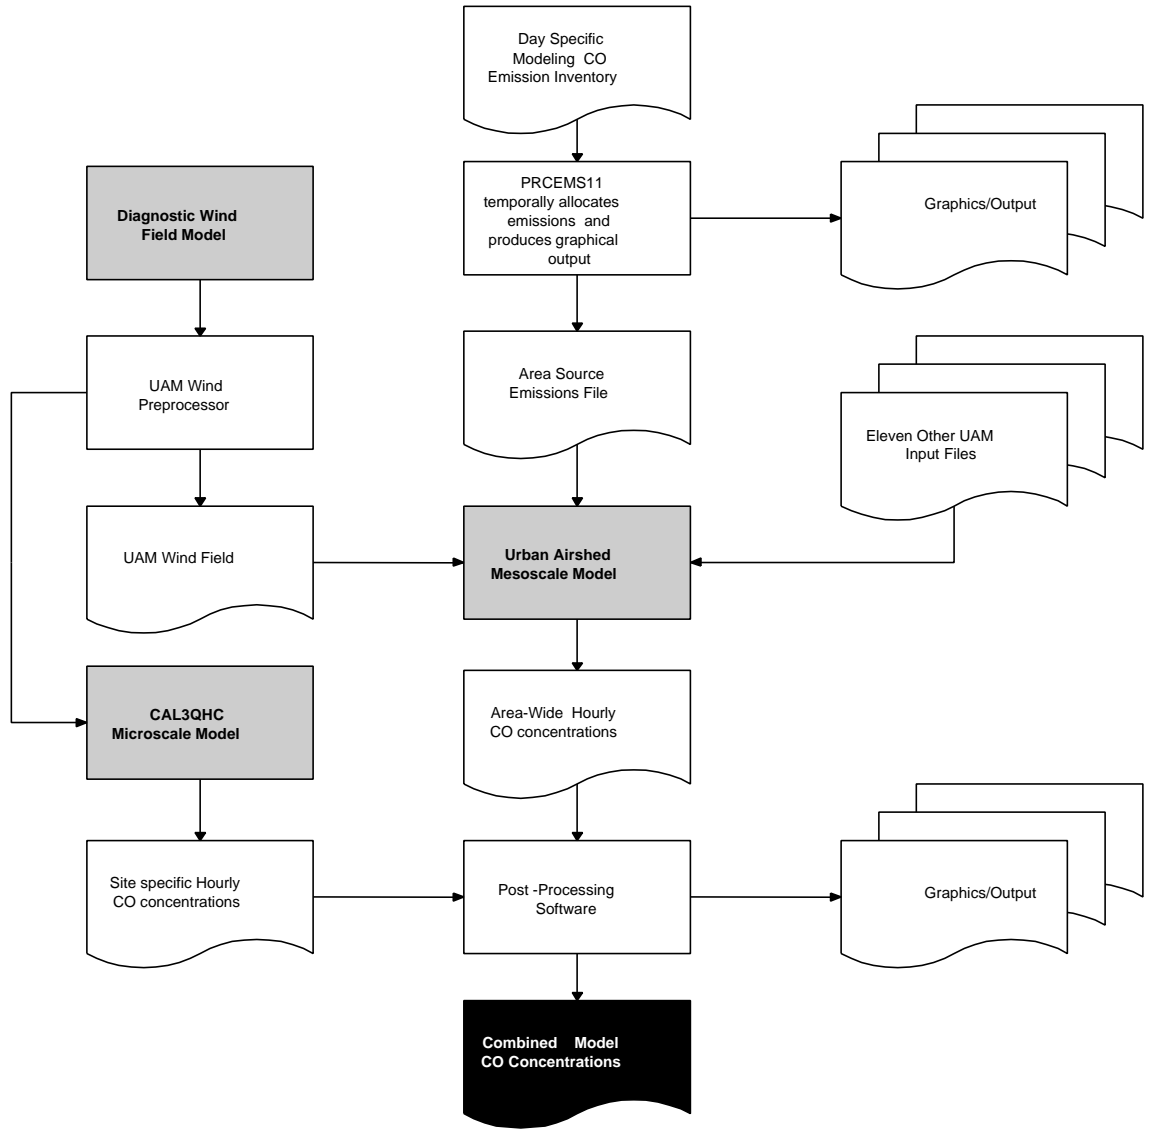 Day Specific
Modeling CO
Emission Inventory
PRCEMS11
temporally allocates
emissions and
produces graphical
output
Graphics/Output
Diagnostic Wind
Field Model
UAM Wind
Preprocessor
Area Source
Emissions File
Eleven Other UAM
Input Files
UAM Wind Field
Urban Airshed
Mesoscale Model
CAL3QHC
Microscale Model
Area-Wide Hourly
CO concentrations
Site specific Hourly
CO concentrations
Post -Processing
Software
Graphics/Output
Combined Model
CO Concentrations